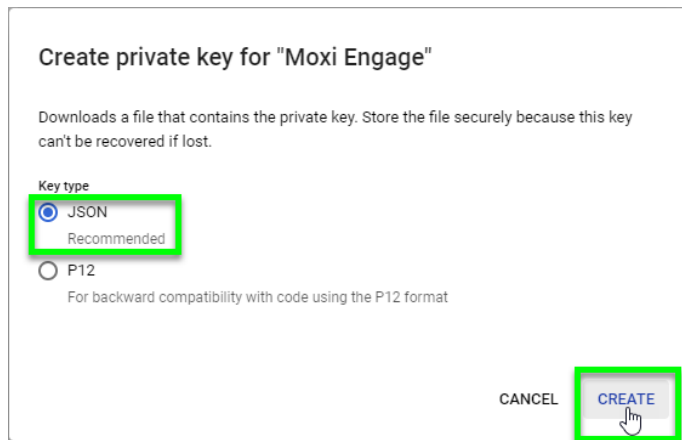 Create private key for "Moxi Engage"
Downloads a file that contains the private key. Store the file securely because this key
can't be recovered if lost.
Key type
JSON
Recommended
P12
For backward compatibility with code using the P12 format
CANCEL CREATE